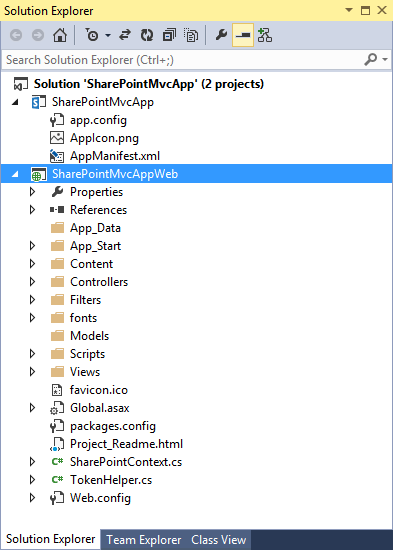 Solution Explorer
Search Solution Explorer (Ctrl+;)
Solution 'SharePointMvcApp' (2 projects)
SharePointMvcApp
app.config
AppIcon.png
AppManifest.xml
SharePointMvcAppWeb
Properties
References
App_Data
App_Start
Content
Controllers
Filters
fonts
Models
Scripts
Views
favicon.ico
Global.asax
packages.config
Project_Readme.html
C# SharePointContext.cs
C# TokenHelper.cs
Web.config
Solution Explorer Team Explorer Class View